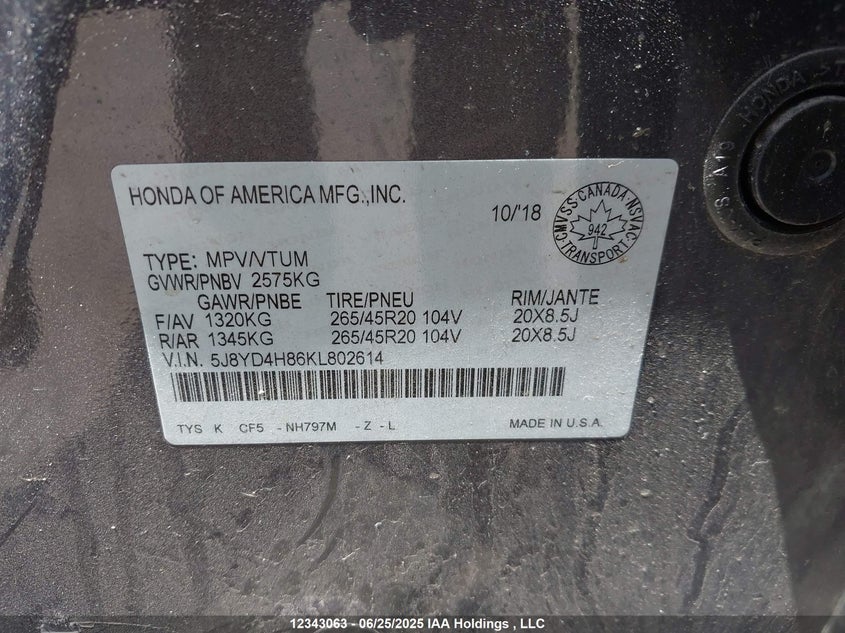 HONDA OF AMERICA MFG.,INC.
10/'18
CMVSS·CANADA·NSVAC
942
TRANSPORT
TYPE: MPV/VTUM
GVWR/PNBV 2575KG
GAWR/PNBE TIRE/PNEU RIM/JANTE
F/AV 1320KG 265/45R20 104V 20X8.5J
R/AR 1345KG 265/45R20 104V 20X8.5J
V.I.N. 5J8YD4H86KL802614
TYS K CF5 - NH797M - Z - L MADE IN U.S.A.
A19 HONDA
12343063 - 06/25/2025 IAA Holdings , LLC